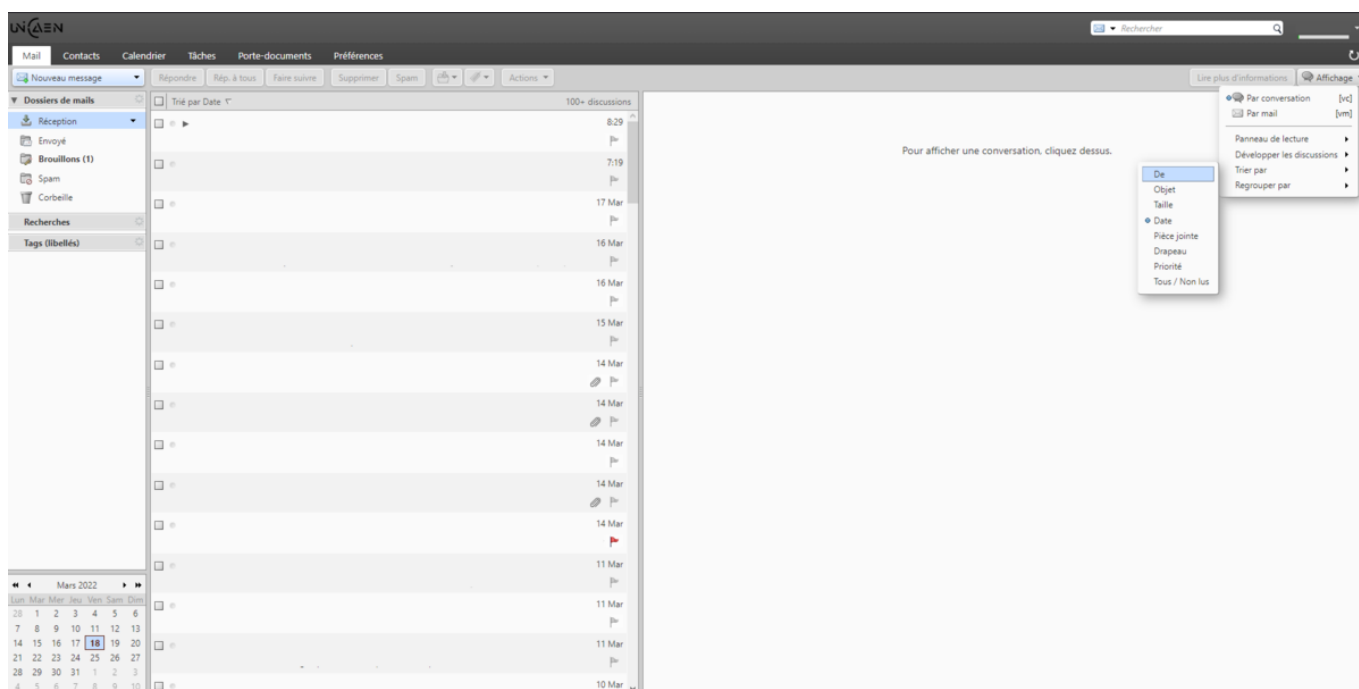 UNICAEN
Rechercher
Mail Contacts Calendrier Tâches Porte-documents Préférences
Nouveau message Répondre Rép. à tous Faire suivre Supprimer Spam Actions Lire plus d'informations Affichage
Dossiers de mails
Réception
Envoyé
Brouillons (1)
Spam
Corbeille
Recherches
Tags (libellés)
Trié par Date 100+ discussions
8:29
7:19
17 Mar
16 Mar
16 Mar
15 Mar
14 Mar
14 Mar
14 Mar
14 Mar
14 Mar
11 Mar
11 Mar
11 Mar
10 Mar
Pour afficher une conversation, cliquez dessus.
Par conversation [vc]
Par mail [vm]
Panneau de lecture
Développer les discussions
Trier par
Regrouper par
De
Objet
Taille
Date
Pièce jointe
Drapeau
Priorité
Tous / Non lus
Mars 2022
Lun Mar Mer Jeu Ven Sam Dim
28 1 2 3 4 5 6
7 8 9 10 11 12 13
14 15 16 17 18 19 20
21 22 23 24 25 26 27
28 29 30 31 1 2 3
4 5 6 7 8 9 10